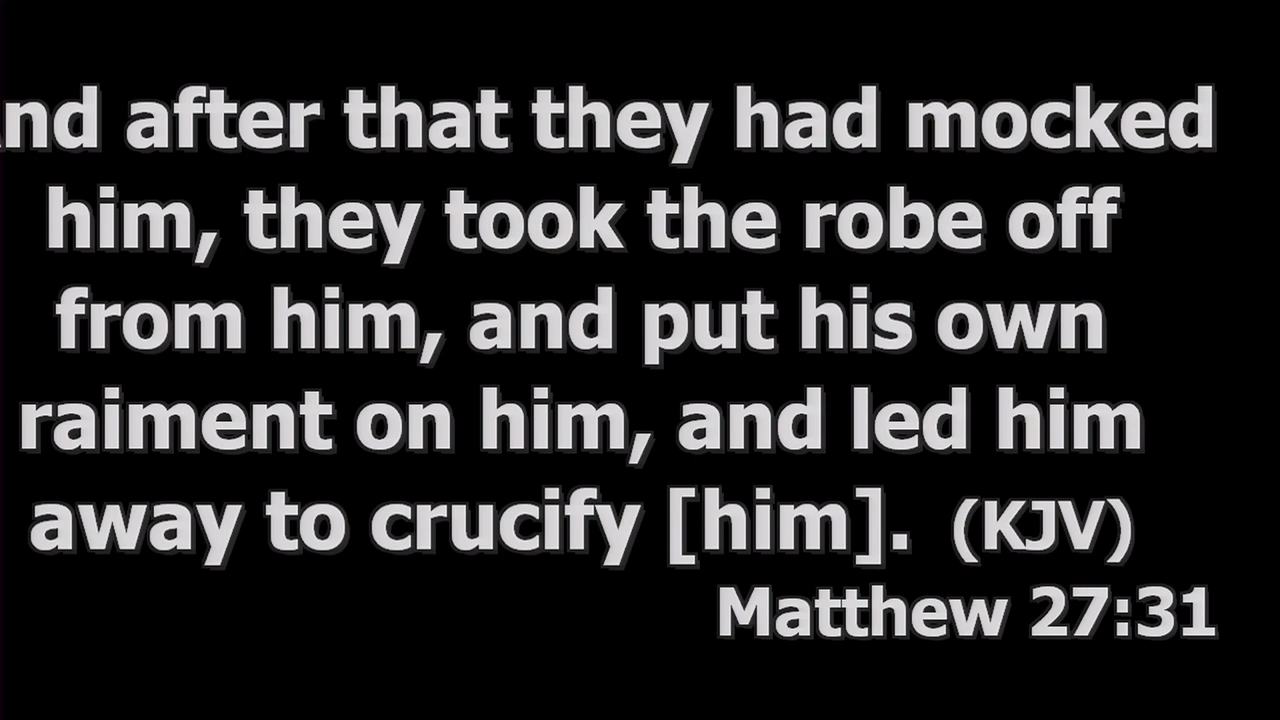 nd after that they had mocked
him, they took the robe off
from him, and put his own
raiment on him, and led him
away to crucify [him]. (KJV)
Matthew 27:31